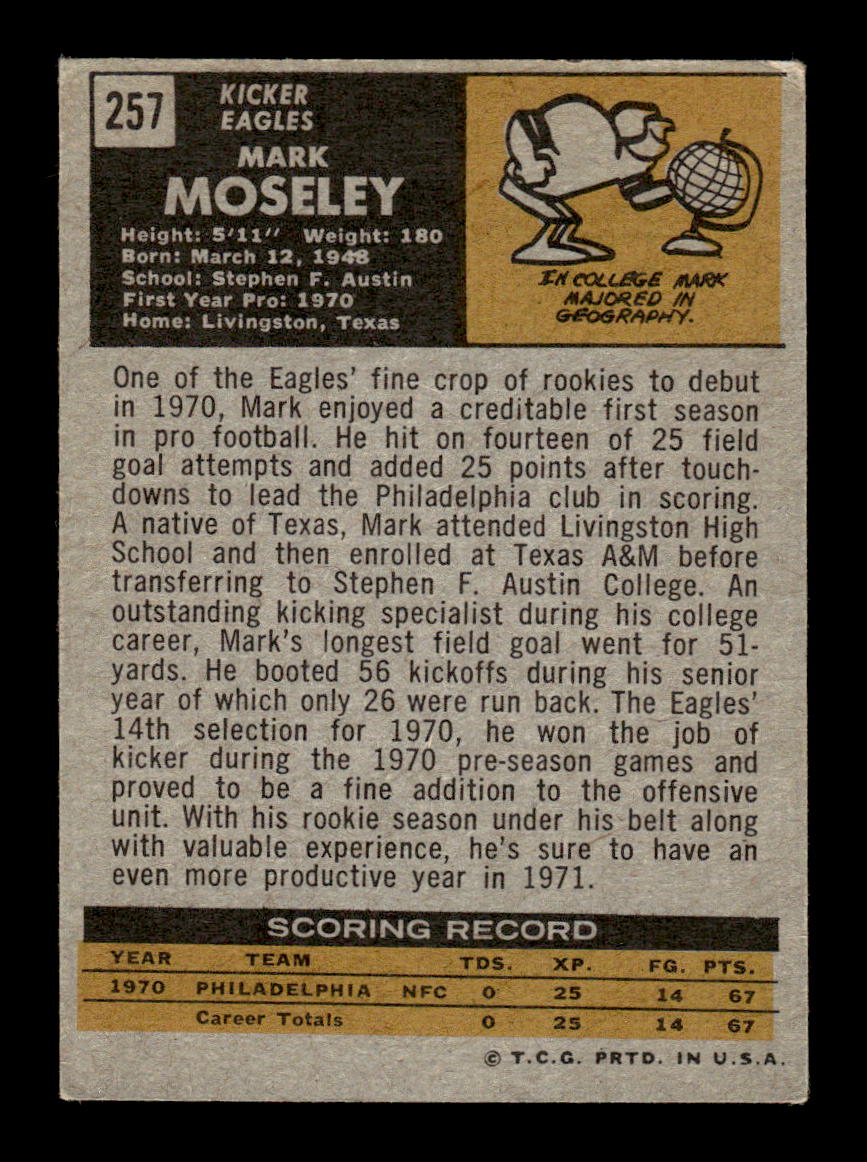 257
KICKER
EAGLES
MARK
MOSELEY
Height: 5'11" Weight: 180
Born: March 12, 1948
School: Stephen F. Austin
First Year Pro: 1970
Home: Livingston, Texas
IN COLLEGE MARK
MAJORED IN
GEOGRAPHY.
One of the Eagles' fine crop of rookies to debut
in 1970, Mark enjoyed a creditable first season
in pro football. He hit on fourteen of 25 field
goal attempts and added 25 points after touch-
downs to lead the Philadelphia club in scoring.
A native of Texas, Mark attended Livingston High
School and then enrolled at Texas A&M before
transferring to Stephen F. Austin College. An
outstanding kicking specialist during his college
career, Mark's longest field goal went for 51-
yards. He booted 56 kickoffs during his senior
year of which only 26 were run back. The Eagles'
14th selection for 1970, he won the job of
kicker during the 1970 pre-season games and
proved to be a fine addition to the offensive
unit. With his rookie season under his belt along
with valuable experience, he's sure to have an
even more productive year in 1971.
SCORING RECORD
YEAR TEAM TDS. XP. FG. PTS.
1970 PHILADELPHIA NFC 0 25 14 67
Career Totals 0 25 14 67
© T.C.G. PRTD. IN U.S.A.